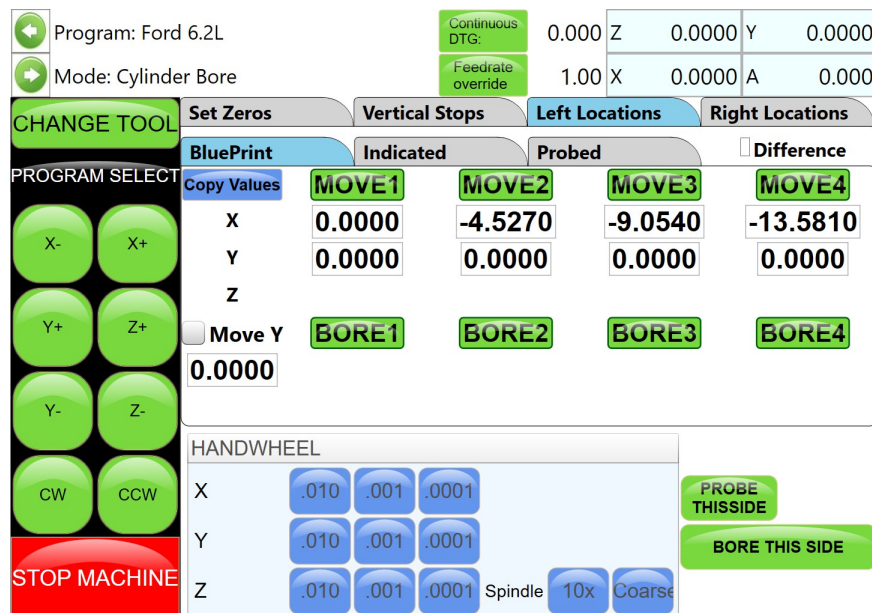 Program: Ford 6.2L
Continuous DTG: 0.000 Z 0.0000 Y 0.0000
Mode: Cylinder Bore
Feedrate override 1.00 X 0.0000 A 0.000
CHANGE TOOL
Set Zeros Vertical Stops Left Locations Right Locations
BluePrint Indicated Probed Difference
PROGRAM SELECT
Copy Values MOVE1 MOVE2 MOVE3 MOVE4
X 0.0000 -4.5270 -9.0540 -13.5810
Y 0.0000 0.0000 0.0000 0.0000
Z
Move Y BORE1 BORE2 BORE3 BORE4
0.0000
X- X+
Y+ Z+
Y- Z-
CW CCW
STOP MACHINE
HANDWHEEL
X .010 .001 .0001
Y .010 .001 .0001
Z .010 .001 .0001 Spindle 10x Coarse
PROBE
THISSIDE
BORE THIS SIDE